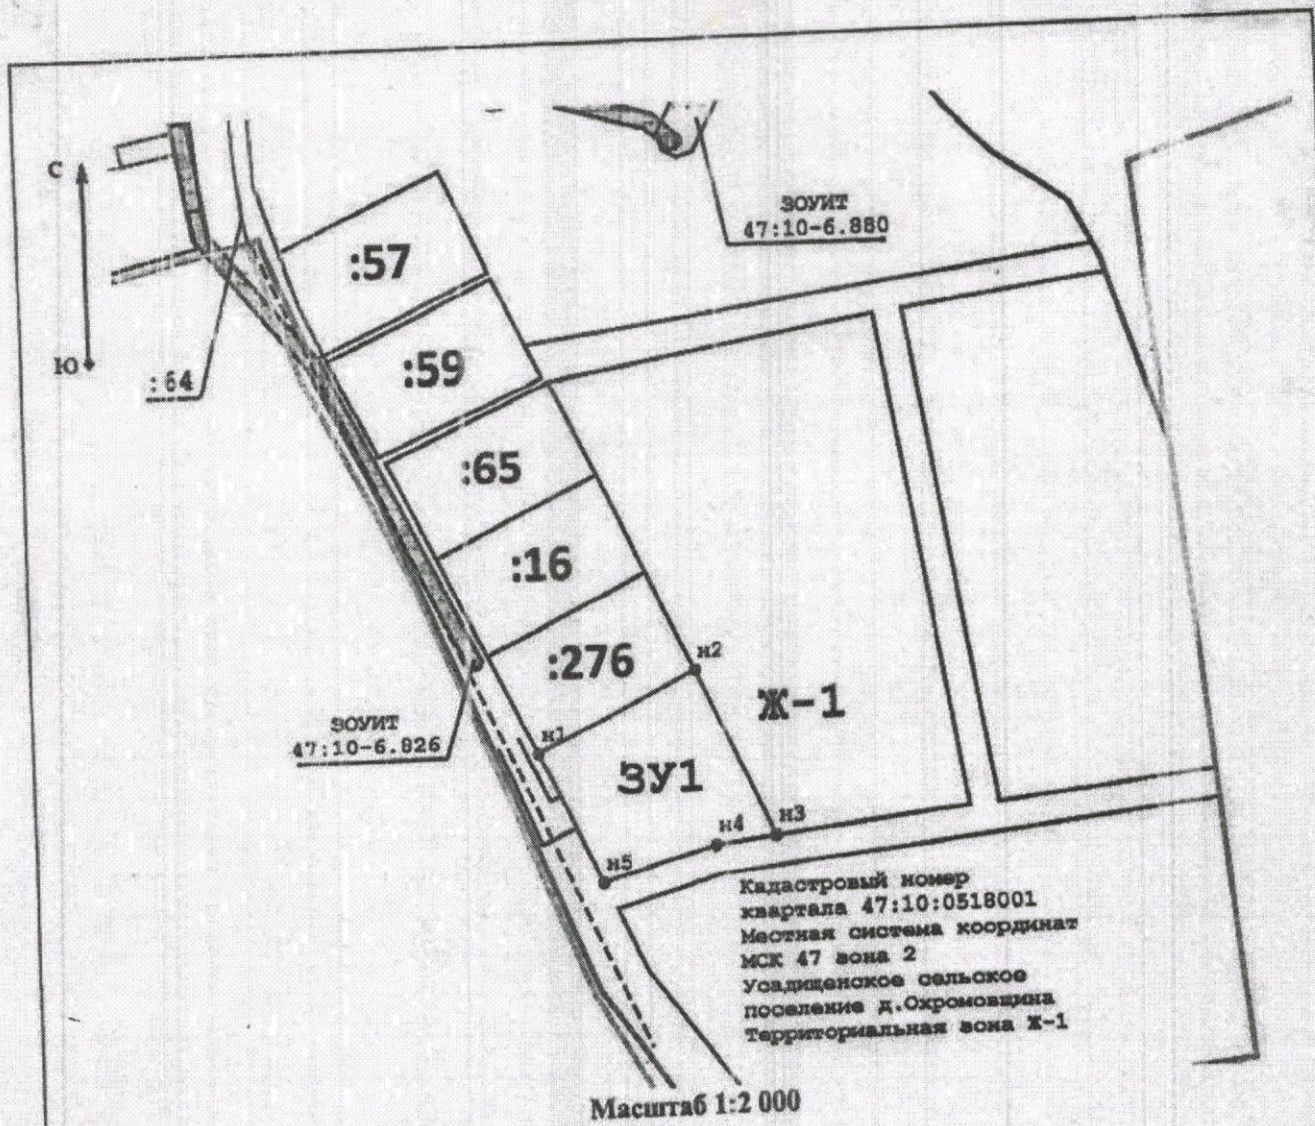 С
Ю
:57
ЗОУИТ
47:10-6.880
:64
:59
:65
:16
:276
н2
Ж-1
ЗОУИТ
47:10-6.826
н1
ЗУ1
н4
н3
н5
Кадастровый номер
квартала 47:10:0518001
Местная система координат
МСК 47 зона 2
Усадищенское сельское
поселение д.Охромовщина
Территориальная зона Ж-1
Масштаб 1:2 000